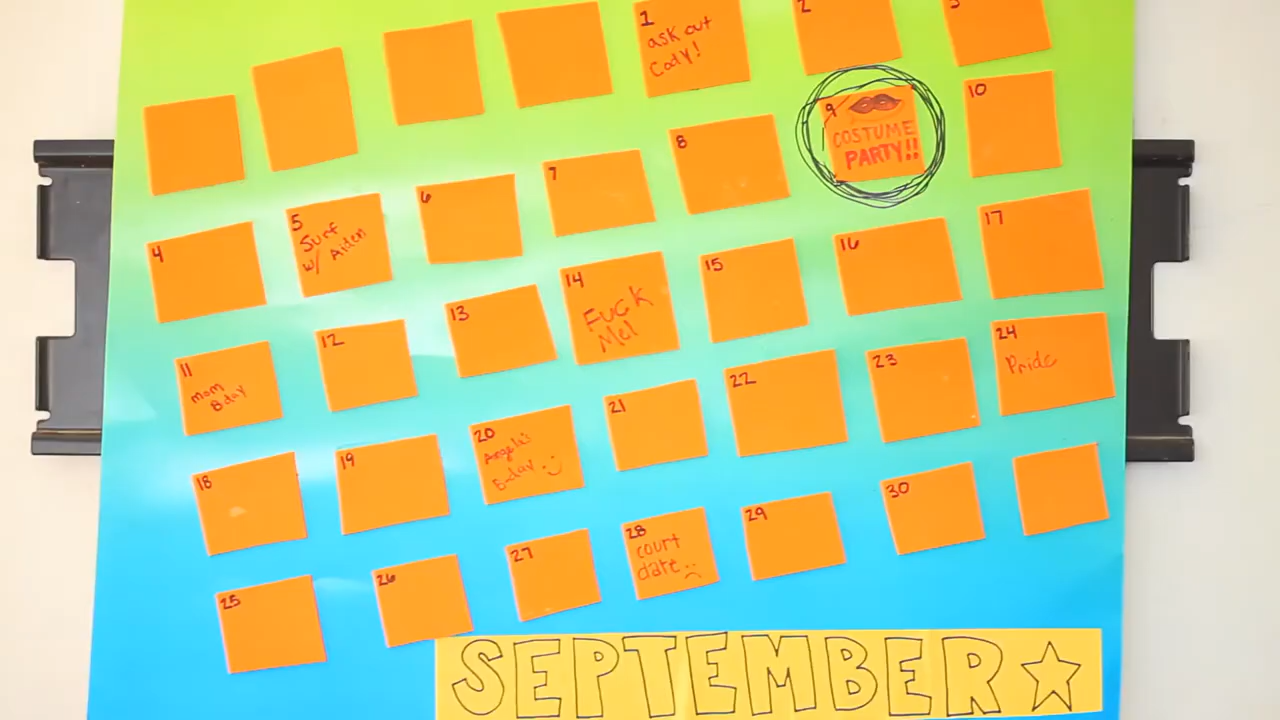 1
ask out
Cody!
2
3
4
5
Surf
w/ Aiden
6
7
8
9
COSTUME
PARTY!!
10
11
mom
Bday
12
13
14
Fuck
Mel
15
16
17
18
19
20
Angela's
B-day :)
21
22
23
24
Pride
25
26
27
28
court
date :(
29
30
SEPTEMBER